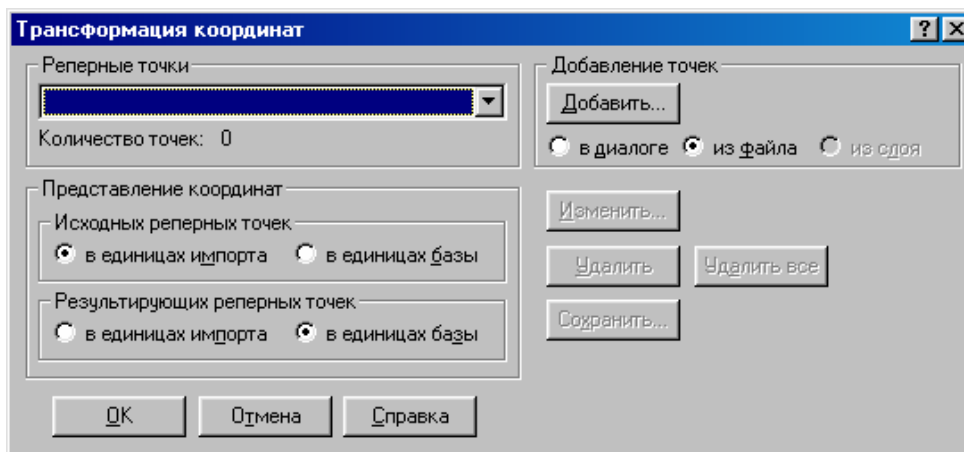 Трансформация координат
Реперные точки
Количество точек: 0
Представление координат
Исходных реперных точек
в единицах импорта в единицах базы
Результирующих реперных точек
в единицах импорта в единицах базы
OK Отмена Справка
Добавление точек
Добавить...
в диалоге из файла из слоя
Изменить...
Удалить Удалить все
Сохранить...